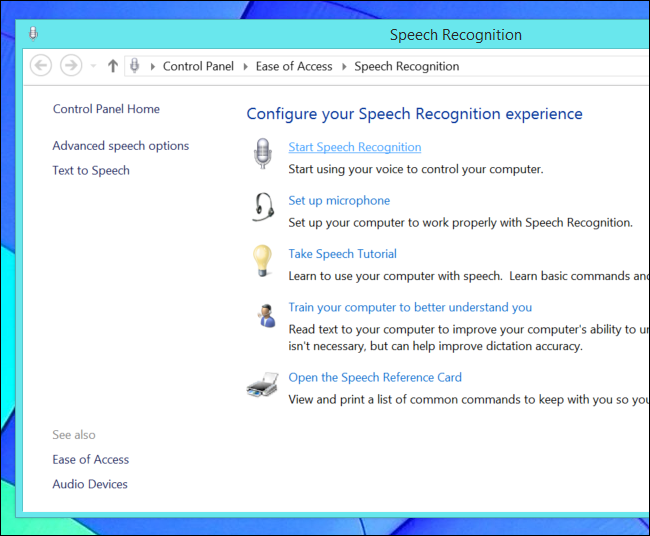 Speech Recognition
Control Panel Ease of Access Speech Recognition
Control Panel Home
Advanced speech options
Text to Speech
Configure your Speech Recognition experience
Start Speech Recognition
Start using your voice to control your computer.
Set up microphone
Set up your computer to work properly with Speech Recognition.
Take Speech Tutorial
Learn to use your computer with speech. Learn basic commands and
Train your computer to better understand you
Read text to your computer to improve your computer's ability to
isn't necessary, but can help improve dictation accuracy.
Open the Speech Reference Card
View and print a list of common commands to keep with you so
See also
Ease of Access
Audio Devices